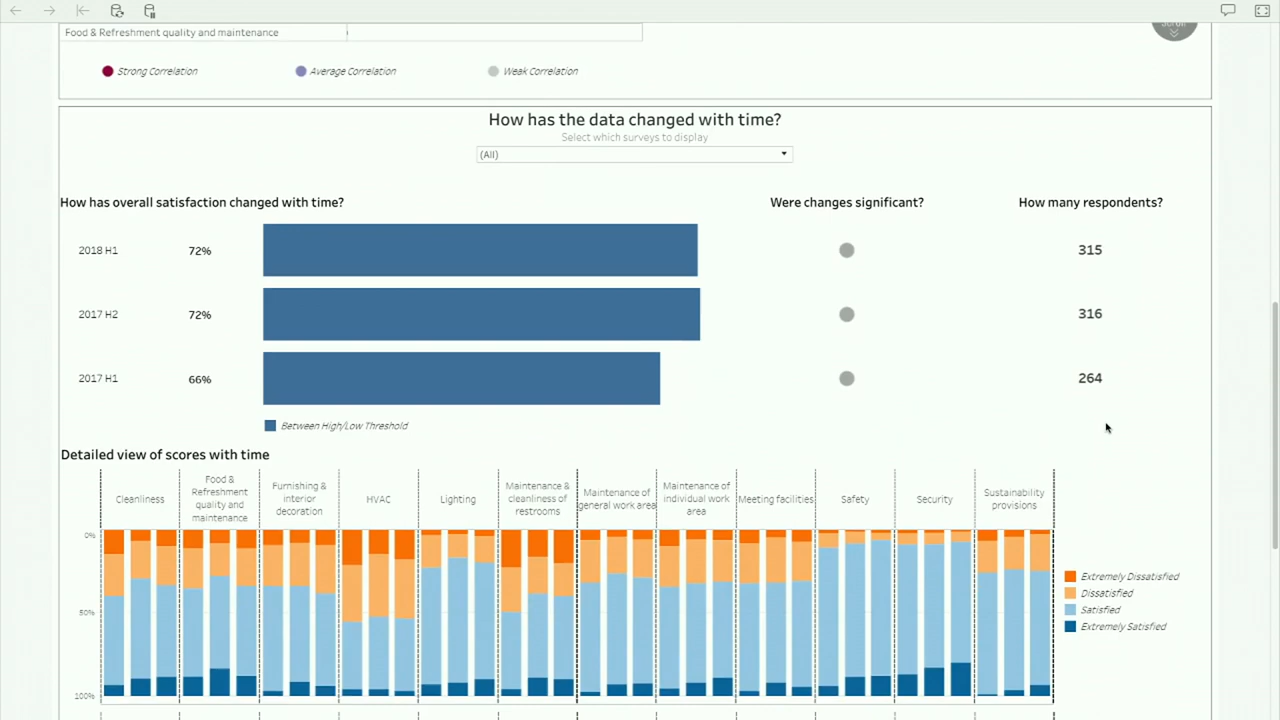 Scroll
Food & Refreshment quality and maintenance
Strong Correlation
Average Correlation
Weak Correlation
How has the data changed with time?
Select which surveys to display
(All)
How has overall satisfaction changed with time?
Were changes significant?
How many respondents?
2018 H1
72%
315
2017 H2
72%
316
2017 H1
66%
264
Between High/Low Threshold
Detailed view of scores with time
Cleanliness
Food &
Refreshment
quality and
maintenance
Furnishing &
interior
decoration
HVAC
Lighting
Maintenance &
cleanliness of
restrooms
Maintenance of
general work area
Maintenance of
individual work
area
Meeting facilities
Safety
Security
Sustainability
provisions
0%
50%
100%
Extremely Dissatisfied
Dissatisfied
Satisfied
Extremely Satisfied